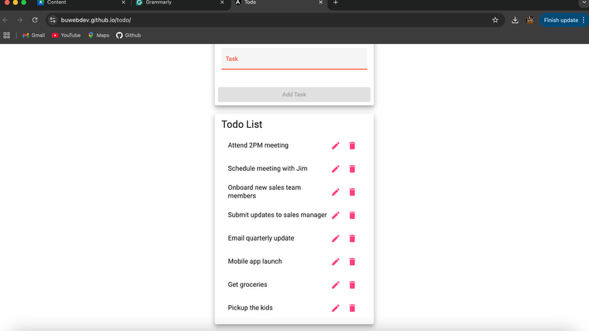 Content
Grammarly
Todo
buwebdev.github.io/todo/
Finish update
Gmail
YouTube
Maps
Github
Task
Add Task
Todo List
Attend 2PM meeting
Schedule meeting with Jim
Onboard new sales team
members
Submit updates to sales manager
Email quarterly update
Mobile app launch
Get groceries
Pickup the kids